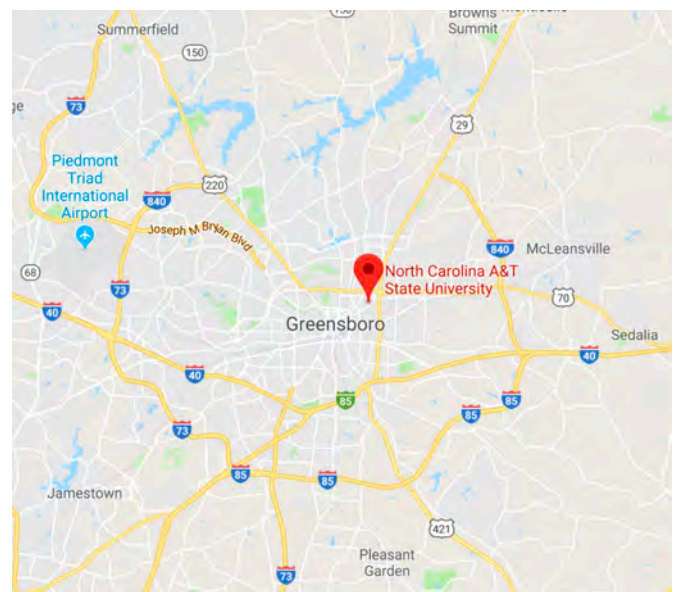 Browns
Summit
Summerfield
150
73
29
Piedmont
Triad
International
Airport
220
840
Joseph M Bryan Blvd
840
McLeansville
68
73
North Carolina A&T
State University
70
40
Greensboro
Sedalia
40
40
85
85
85
73
85
85
Jamestown
421
Pleasant
Garden
73